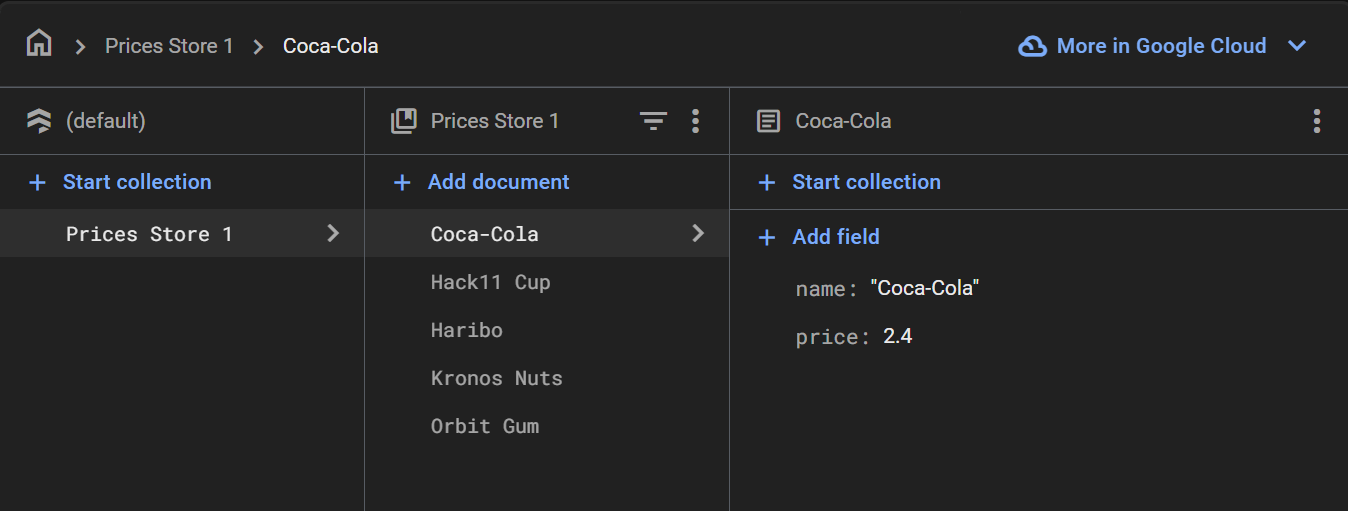 Prices Store 1 Coca-Cola
More in Google Cloud
(default)
Start collection
Prices Store 1
Prices Store 1
Add document
Coca-Cola
Hack11 Cup
Haribo
Kronos Nuts
Orbit Gum
Coca-Cola
Start collection
Add field
name: "Coca-Cola"
price: 2.4